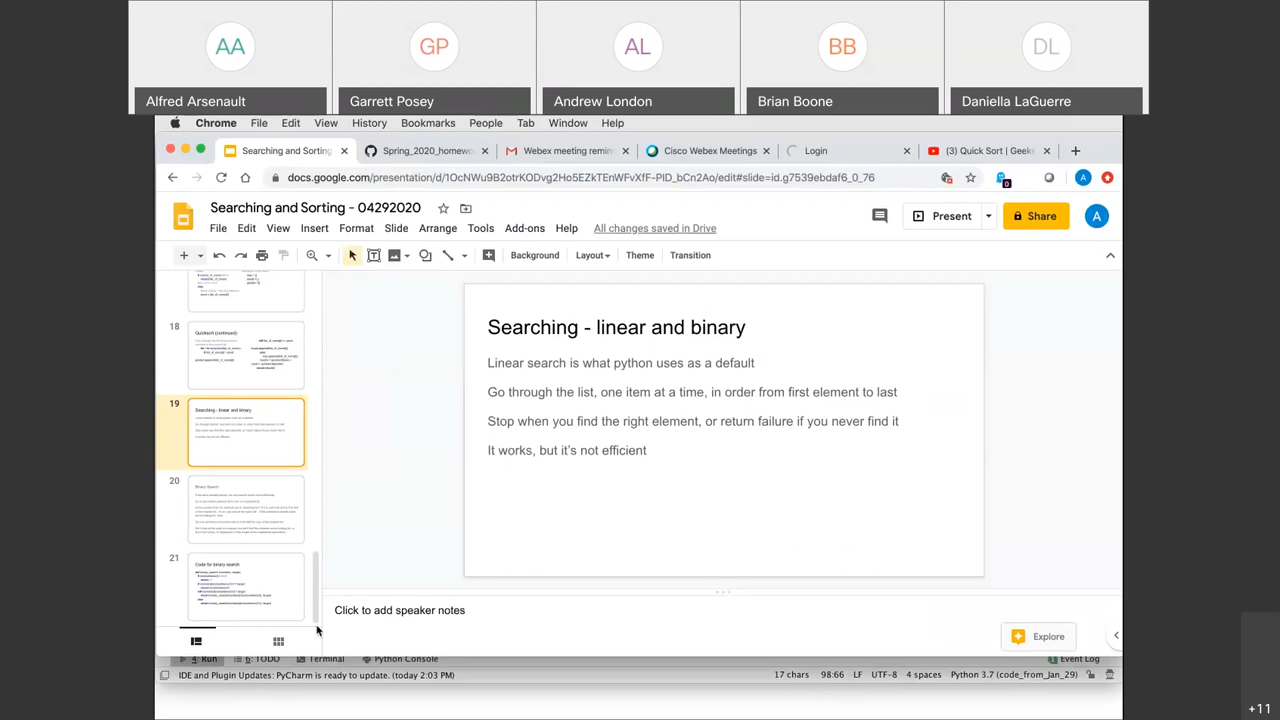 AA
GP
AL
BB
DL
Alfred Arsenault
Garrett Posey
Andrew London
Brian Boone
Daniella LaGuerre
Chrome File Edit View History Bookmarks People Tab Window Help
Searching and Sorting
Spring_2020_homew
Webex meeting remin
Cisco Webex Meetings
Login
(3) Quick Sort | Geeks
docs.google.com/presentation/d/1OcNWu9B2otrKODvg2Ho5EZkTEnWFvXfF-PID_bCn2Ao/edit#slide=id.g7539ebdaf6_0_76
0
A
Searching and Sorting - 04292020
File Edit View Insert Format Slide Arrange Tools Add-ons Help All changes saved in Drive
Present
Share
A
Background Layout Theme Transition
18
Quicksort (continued)
19
Searching - linear and binary
20
Binary Search
21
Code for binary search
Searching - linear and binary
Linear search is what python uses as a default
Go through the list, one item at a time, in order from first element to last
Stop when you find the right element, or return failure if you never find it
It works, but it's not efficient
Click to add speaker notes
Explore
4: Run 6: TODO Terminal Python Console Event Log
IDE and Plugin Updates: PyCharm is ready to update. (today 2:03 PM) 17 chars 98:66 LF UTF-8 4 spaces Python 3.7 (code_from_Jan_29)
+11